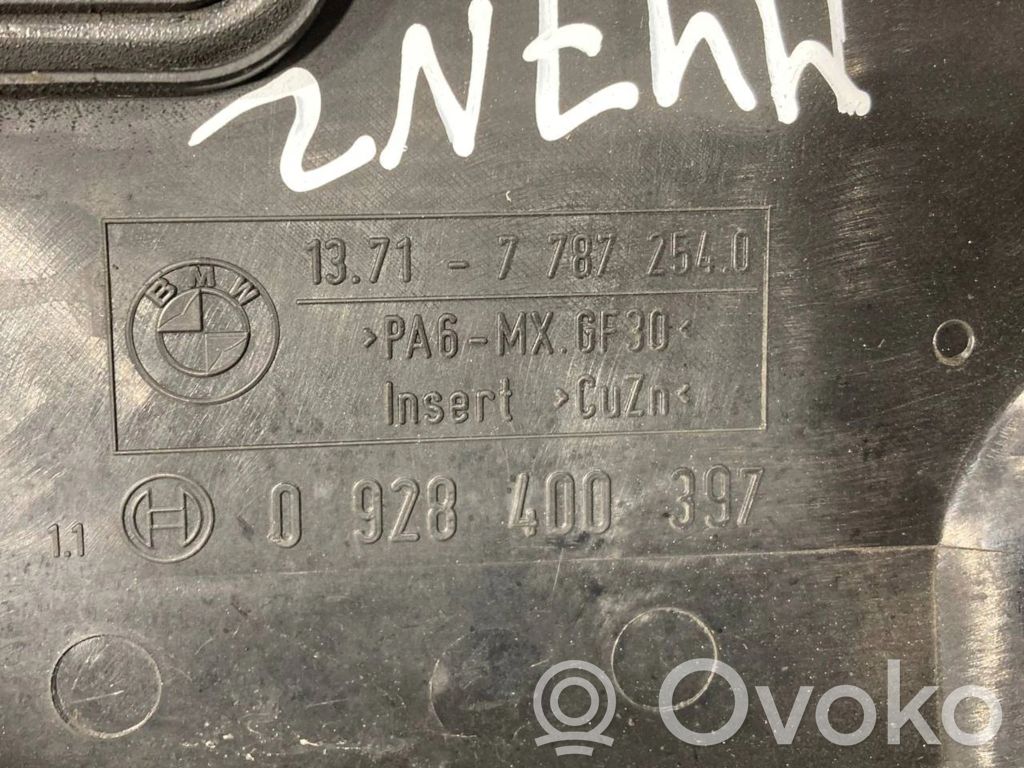 BMW
13.71 - 7 787 254.0
>PA6-MX.GF30<
Insert >CuZn<
1.1 0 928 400 397
Ovoko